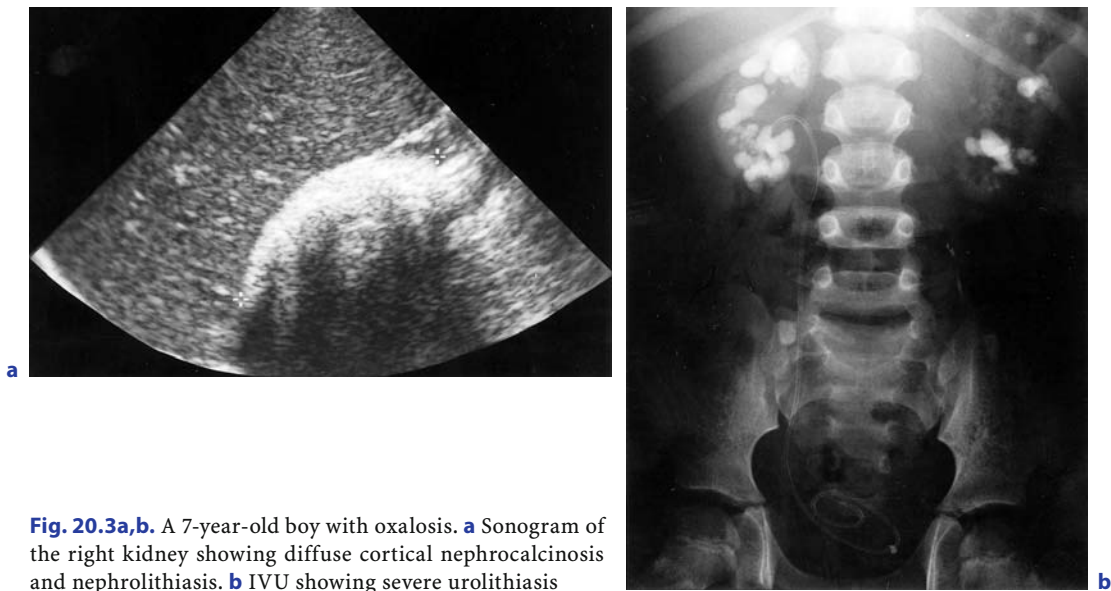 a
b
Fig. 20.3a,b. A 7-year-old boy with oxalosis. a Sonogram of
the right kidney showing diffuse cortical nephrocalcinosis
and nephrolithiasis. b IVU showing severe urolithiasis